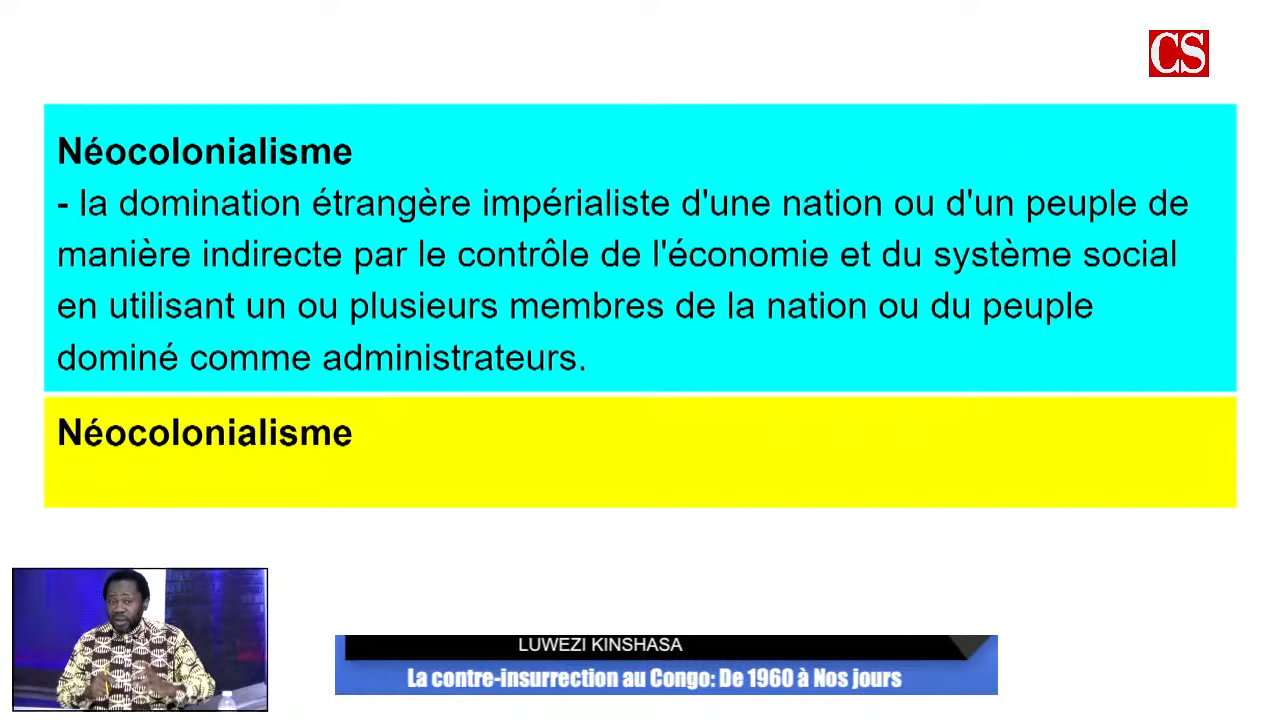 CS
Néocolonialisme
- la domination étrangère impérialiste d'une nation ou d'un peuple de
manière indirecte par le contrôle de l'économie et du système social
en utilisant un ou plusieurs membres de la nation ou du peuple
dominé comme administrateurs.
Néocolonialisme
LUWEZI KINSHASA
La contre-insurrection au Congo: De 1960 à Nos jours